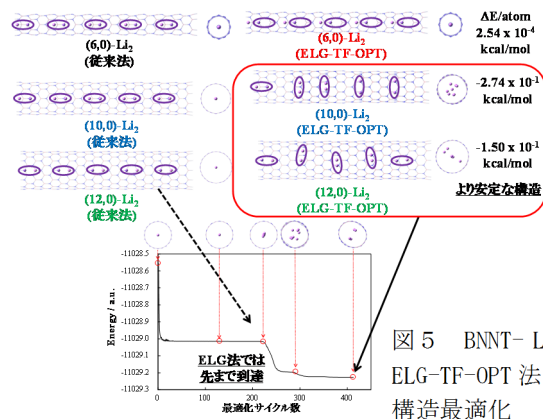 (6,0)-Li2
(従来法)
(6,0)-Li2
(ELG-TF-OPT)
ΔE/atom
2.54 x 10-4
kcal/mol
(10,0)-Li2
(従来法)
(10,0)-Li2
(ELG-TF-OPT)
-2.74 x 10-1
kcal/mol
(12,0)-Li2
(従来法)
(12,0)-Li2
(ELG-TF-OPT)
-1.50 x 10-1
kcal/mol
より安定な構造
Energy / a.u.
-11028.5
-11028.6
-11028.7
-11028.8
-11028.9
-11029
-11029.1
-11029.2
-11029.3
ELG法では
先まで到達
0 100 200 300 400
最適化サイクル数
図５ BNNT- L
ELG-TF-OPT 法
構造最適化